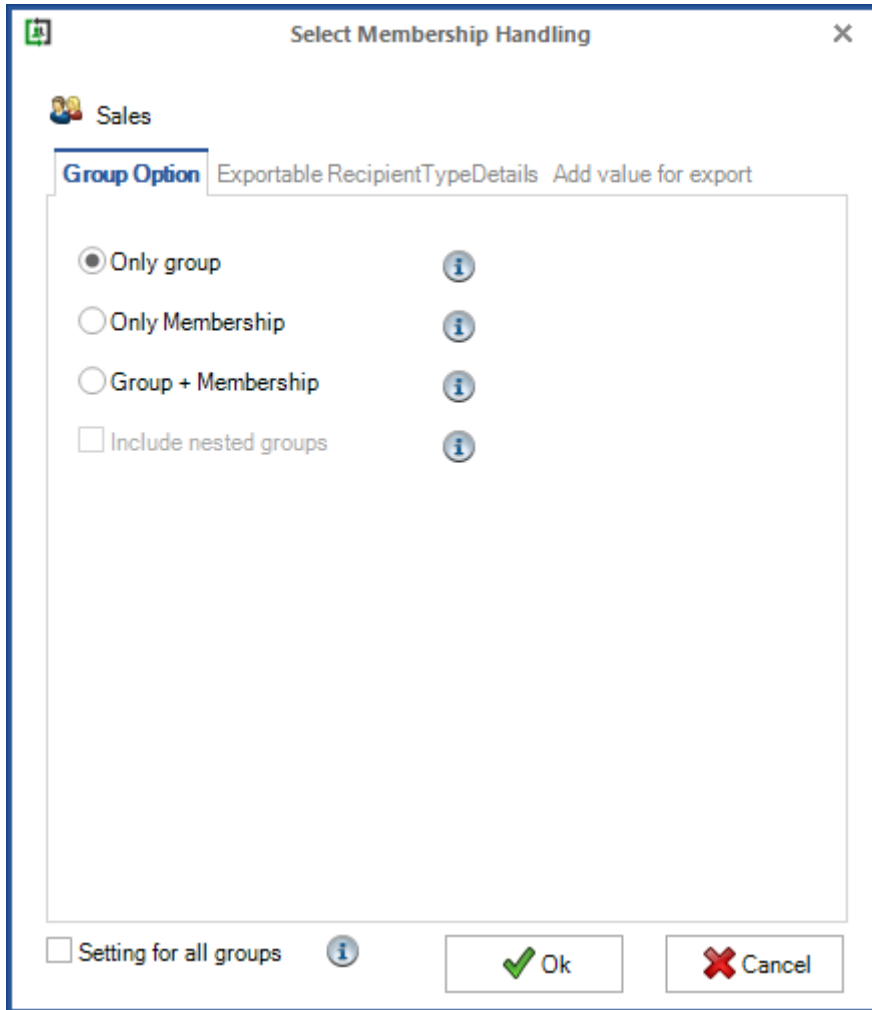 Select Membership Handling
Sales
Group Option Exportable RecipientTypeDetails Add value for export
Only group
Only Membership
Group + Membership
Include nested groups
Setting for all groups Ok Cancel